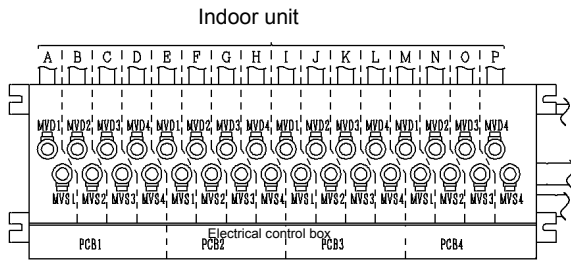 Indoor unit
A B C D E F G H I J K L M N O P
MVD1 MVD2 MVD3 MVD4 MVD1 MVD2 MVD3 MVD4 MVD1 MVD2 MVD3 MVD4 MVD1 MVD2 MVD3 MVD4
MVS1 MVS2 MVS3 MVS4 MVS1 MVS2 MVS3 MVS4 MVS1 MVS2 MVS3 MVS4 MVS1 MVS2 MVS3 MVS4
Electrical control box
PCB1 PCB2 PCB3 PCB4